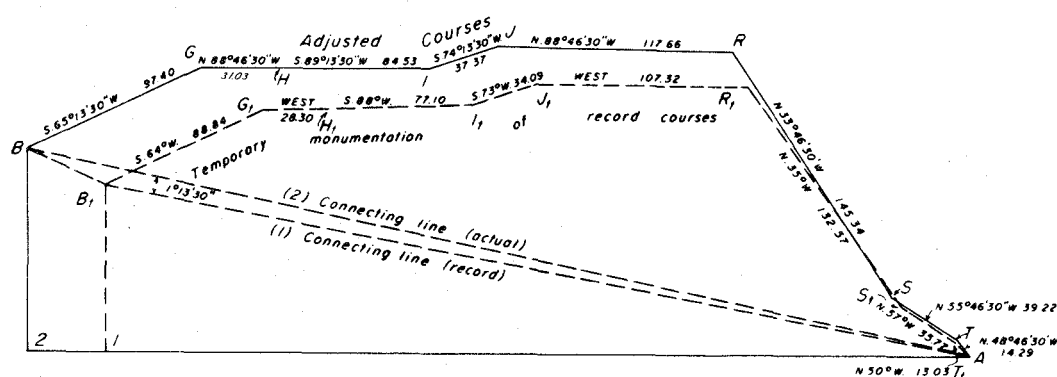 Adjusted Courses
G
N.88°46'30"W
31.03
H
S.89°13'30"W 84.53
I
S.74°13'30"W
37.37
J
N.88°46'30"W 117.66
R
S.65°13'30"W 97.40
G₁
WEST
28.30
H₁
S.88°W. 77.10
I₁
S.73°W. 34.09
J₁
WEST 107.32
R₁
of record courses
S.64°W. 88.84
Temporary monumentation
B
B₁
1°13'30"
(2) Connecting line (actual)
(1) Connecting line (record)
N.33°46'30"W
145.34
N.35°W
132.57
S
S₁
N.55°46'30"W 39.22
N.57°W 35.77
T
N.48°46'30"W
14.29
A
N 50°W. 13.03
T₁
2
1